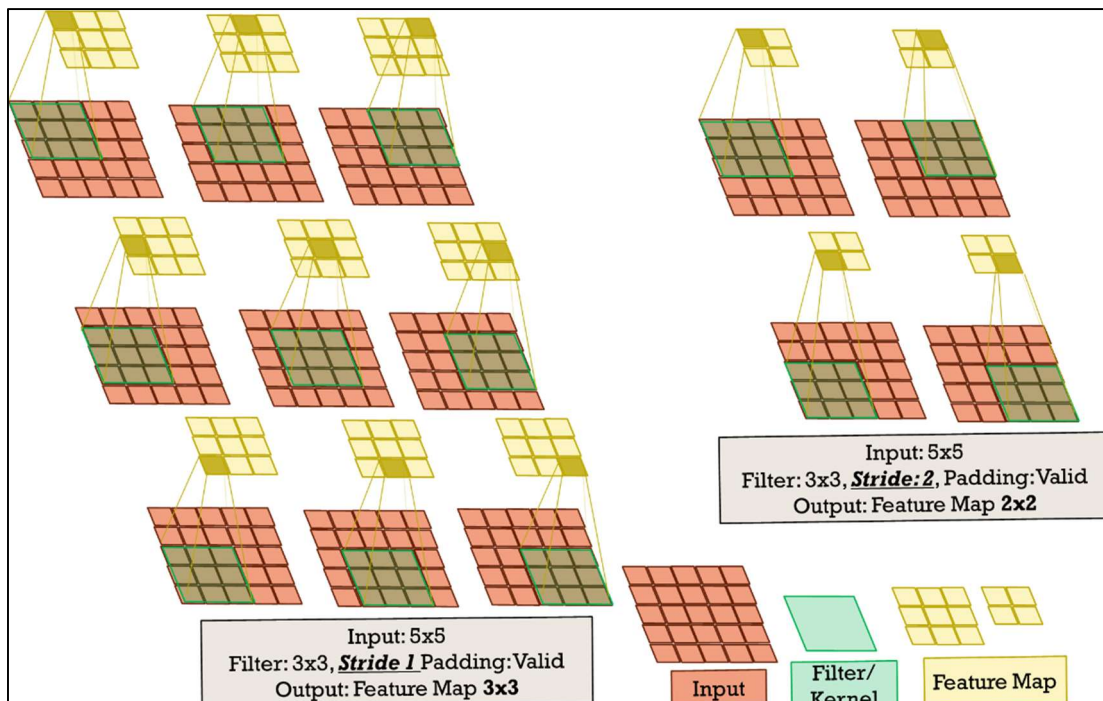 Input: 5x5
Filter: 3x3, Stride:2, Padding:Valid
Output: Feature Map 2x2
Input: 5x5
Filter: 3x3, Stride 1 Padding:Valid
Output: Feature Map 3x3
Input
Filter/
Kernel
Feature Map